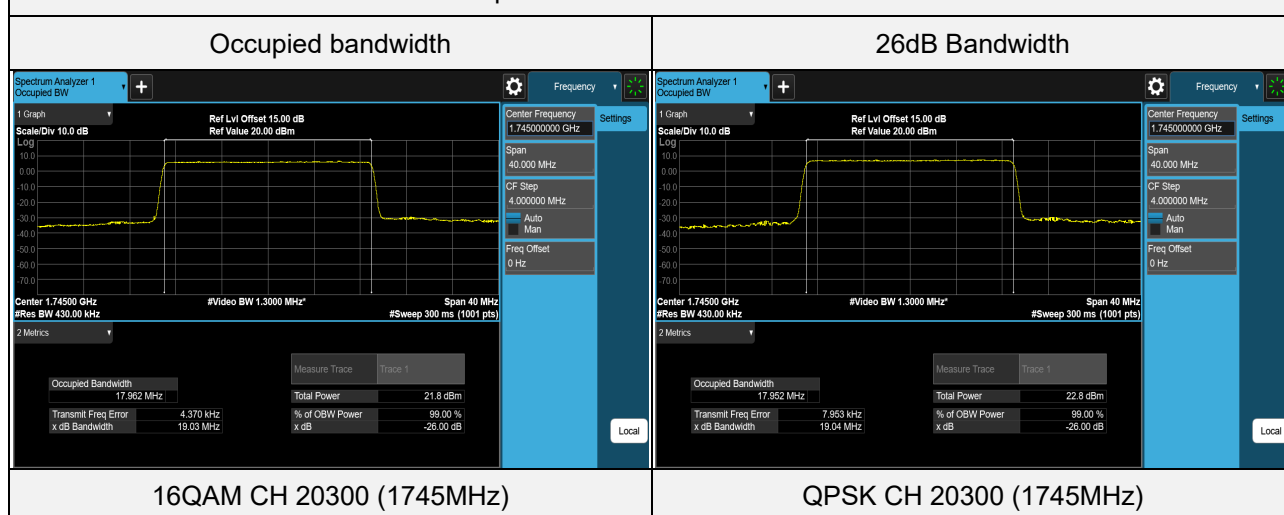 Occupied bandwidth
26dB Bandwidth
Spectrum Analyzer 1
Occupied BW
+
Frequency
1 Graph
Scale/Div 10.0 dB
Ref Lvl Offset 15.00 dB
Ref Value 20.00 dBm
Log
10.0
0.00
-10.0
-20.0
-30.0
-40.0
-50.0
-60.0
-70.0
Center 1.74500 GHz
#Res BW 430.00 kHz
#Video BW 1.3000 MHz*
Span 40 MHz
#Sweep 300 ms (1001 pts)
Center Frequency
1.745000000 GHz
Settings
Span
40.000 MHz
CF Step
4.000000 MHz
Auto
Man
Freq Offset
0 Hz
2 Metrics
Measure Trace Trace 1
Occupied Bandwidth
17.962 MHz
Total Power 21.8 dBm
Transmit Freq Error 4.370 kHz
% of OBW Power 99.00 %
x dB Bandwidth 19.03 MHz
x dB -26.00 dB
Local
Spectrum Analyzer 1
Occupied BW
+
Frequency
1 Graph
Scale/Div 10.0 dB
Ref Lvl Offset 15.00 dB
Ref Value 20.00 dBm
Log
10.0
0.00
-10.0
-20.0
-30.0
-40.0
-50.0
-60.0
-70.0
Center 1.74500 GHz
#Res BW 430.00 kHz
#Video BW 1.3000 MHz*
Span 40 MHz
#Sweep 300 ms (1001 pts)
Center Frequency
1.745000000 GHz
Settings
Span
40.000 MHz
CF Step
4.000000 MHz
Auto
Man
Freq Offset
0 Hz
2 Metrics
Measure Trace Trace 1
Occupied Bandwidth
17.952 MHz
Total Power 22.8 dBm
Transmit Freq Error 7.953 kHz
% of OBW Power 99.00 %
x dB Bandwidth 19.04 MHz
x dB -26.00 dB
Local
16QAM CH 20300 (1745MHz)
QPSK CH 20300 (1745MHz)